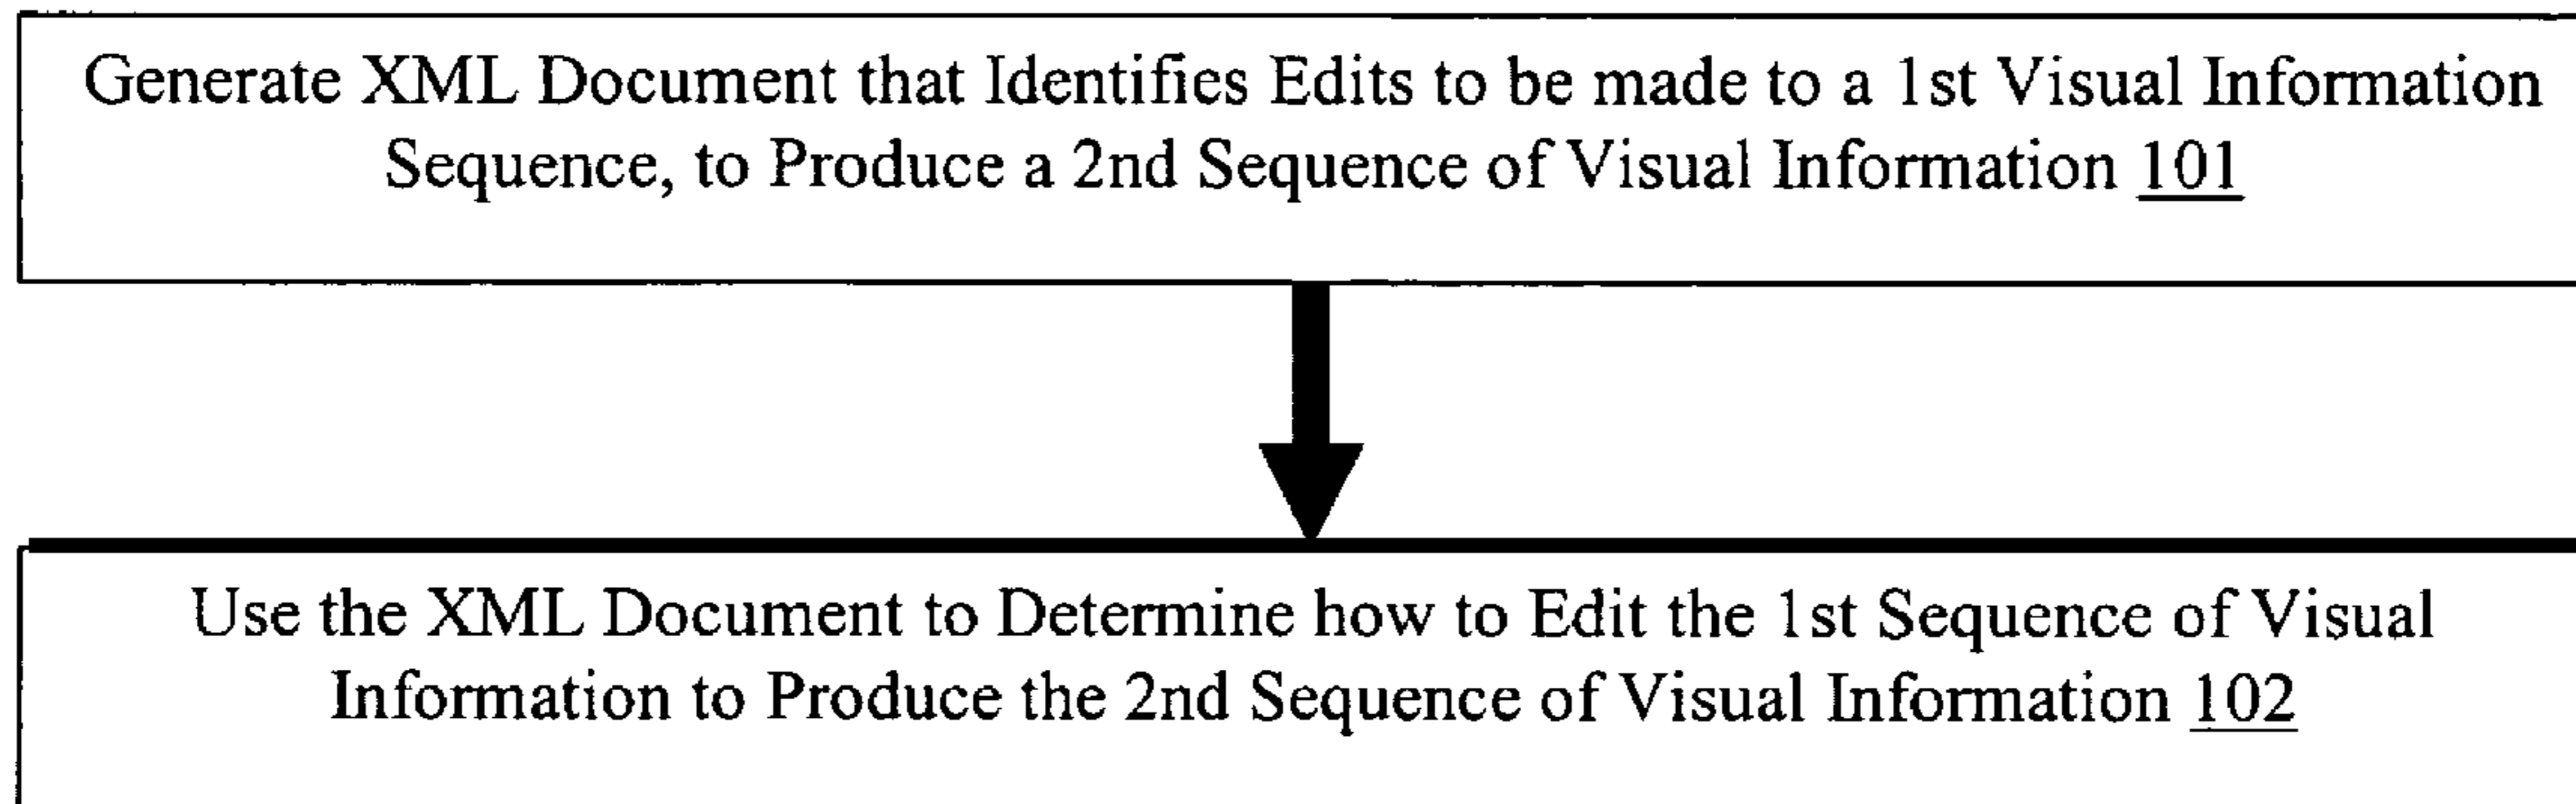 Generate XML Document that Identifies Edits to be made to a 1st Visual Information
Sequence, to Produce a 2nd Sequence of Visual Information 101
Use the XML Document to Determine how to Edit the 1st Sequence of Visual
Information to Produce the 2nd Sequence of Visual Information 102